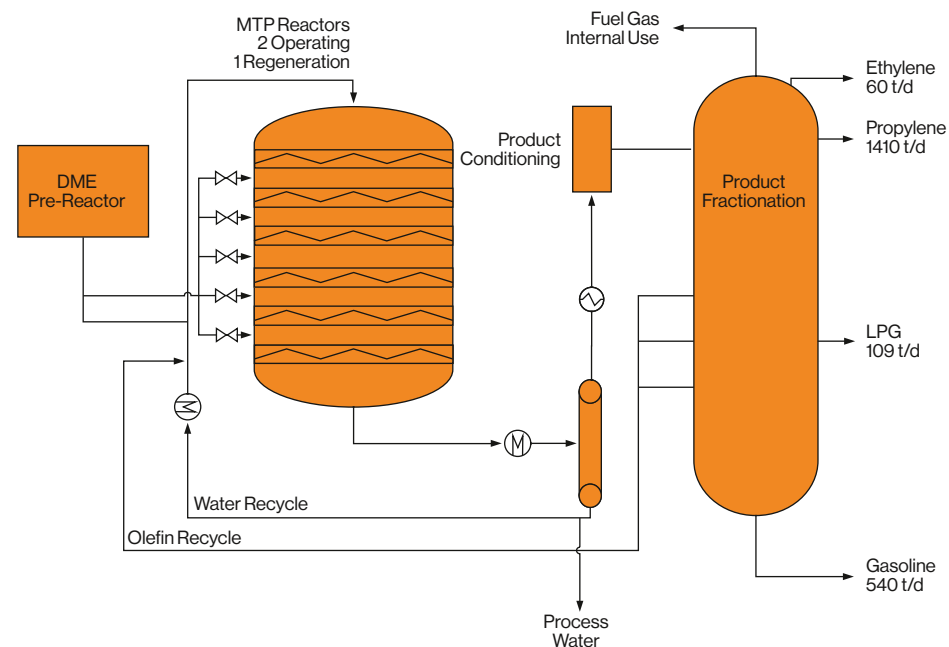 MTP Reactors
2 Operating
1 Regeneration
Fuel Gas
Internal Use
Ethylene
60 t/d
Propylene
1410 t/d
Product
Conditioning
DME
Pre-Reactor
Product
Fractionation
LPG
109 t/d
Water Recycle
Olefin Recycle
Gasoline
540 t/d
Process
Water